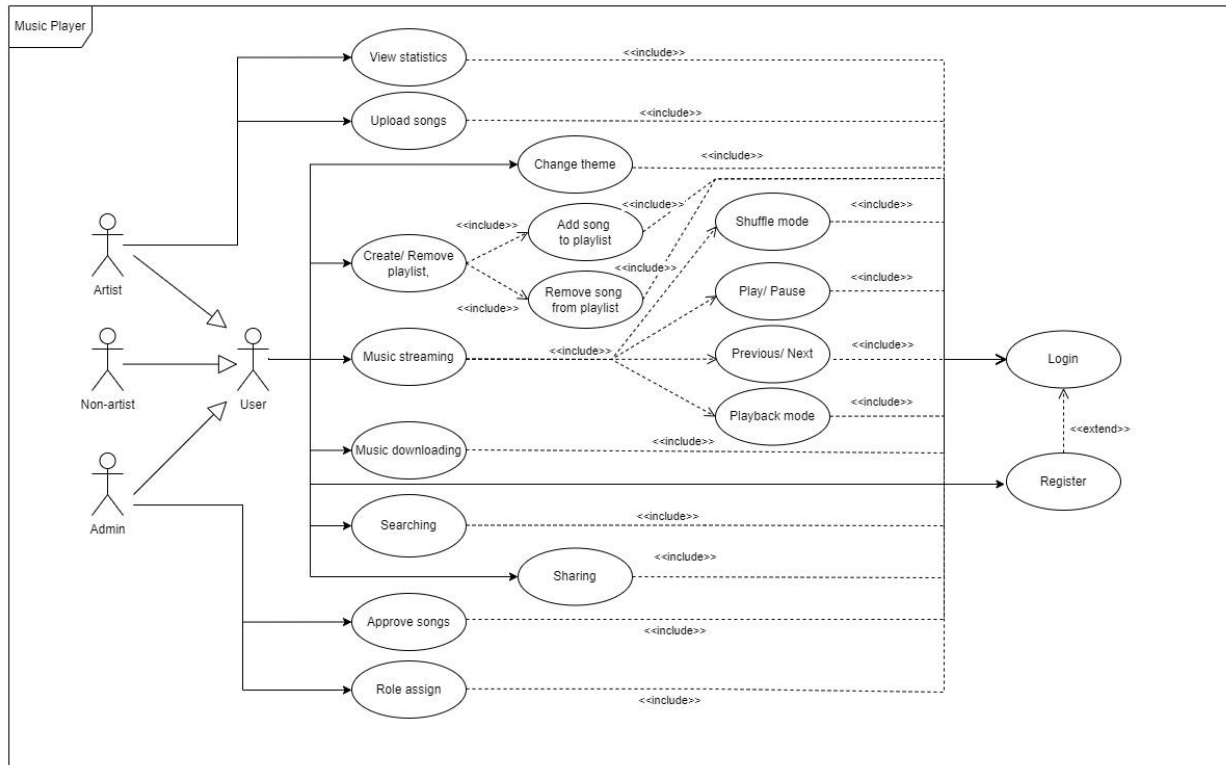 Music Player
View statistics
<<include>>
Upload songs
<<include>>
Change theme
<<include>>
Add song
to playlist
<<include>>
<<include>>
Shuffle mode
<<include>>
Artist
Create/ Remove
playlist,
<<include>>
Remove song
from playlist
<<include>>
Play/ Pause
<<include>>
Music streaming
<<include>>
Previous/ Next
<<include>>
Login
Non-artist
User
Playback mode
<<include>>
<<extend>>
Music downloading
<<include>>
Register
Admin
Searching
<<include>>
Sharing
<<include>>
Approve songs
<<include>>
Role assign
<<include>>